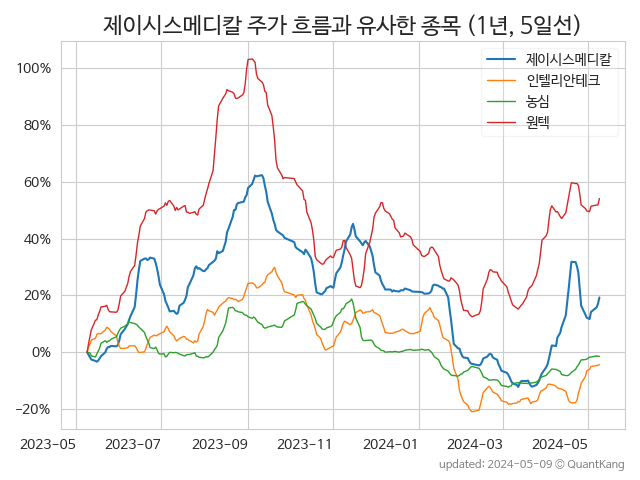 제이시스메디칼 주가 흐름과 유사한 종목 (1년, 5일선)
제이시스메디칼
인텔리안테크
농심
원텍
100%
80%
60%
40%
20%
0%
−20%
2023-05 2023-07 2023-09 2023-11 2024-01 2024-03 2024-05
updated: 2024-05-09 © QuantKang